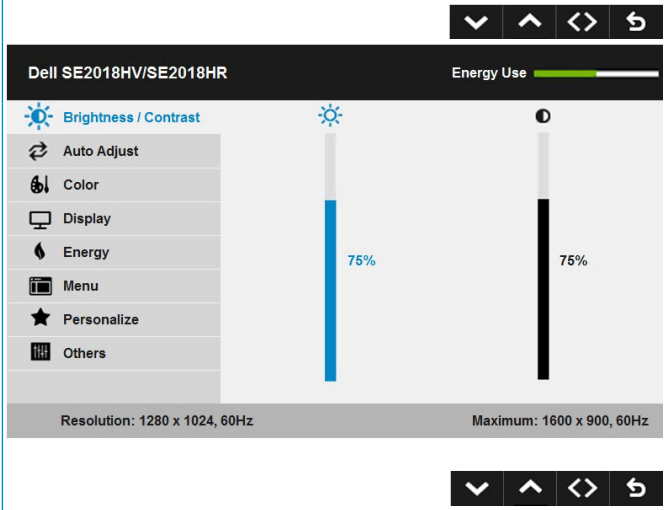 Dell SE2018HV/SE2018HR
Energy Use
Brightness / Contrast
Auto Adjust
Color
Display
Energy
75%
75%
Menu
Personalize
Others
Resolution: 1280 x 1024, 60Hz
Maximum: 1600 x 900, 60Hz